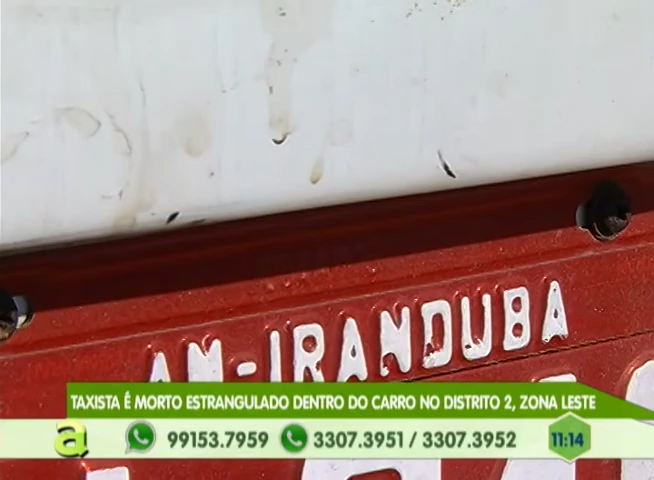 AM-IRANDUBA
TAXISTA É MORTO ESTRANGULADO DENTRO DO CARRO NO DISTRITO 2, ZONA LESTE
a 99153.7959 3307.3951 / 3307.3952 11:14